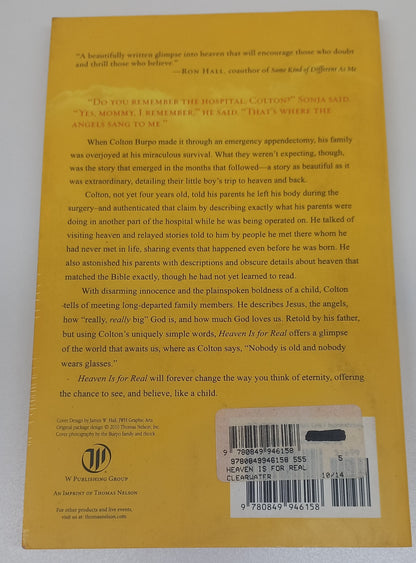 "A beautifully written glimpse into heaven that will encourage those who doubt
and thrill those who believe."
—RON HALL, coauthor of Same Kind of Different As Me
"DO YOU REMEMBER THE HOSPITAL, COLTON?" SONJA SAID.
"YES, MOMMY, I REMEMBER," HE SAID. "THAT'S WHERE THE
ANGELS SANG TO ME."
When Colton Burpo made it through an emergency appendectomy, his family
was overjoyed at his miraculous survival. What they weren't expecting, though,
was the story that emerged in the months that followed—a story as beautiful as it
was extraordinary, detailing their little boy's trip to heaven and back.
Colton, not yet four years old, told his parents he left his body during the
surgery–and authenticated that claim by describing exactly what his parents were
doing in another part of the hospital while he was being operated on. He talked of
visiting heaven and relayed stories told to him by people he met there whom he
had never met in life, sharing events that happened even before he was born. He
also astonished his parents with descriptions and obscure details about heaven that
matched the Bible exactly, though he had not yet learned to read.
With disarming innocence and the plainspoken boldness of a child, Colton
tells of meeting long-departed family members. He describes Jesus, the angels,
how "really, really big" God is, and how much God loves us. Retold by his father,
but using Colton's uniquely simple words, Heaven Is for Real offers a glimpse
of the world that awaits us, where as Colton says, "Nobody is old and nobody
wears glasses."
Heaven Is for Real will forever change the way you think of eternity, offering
the chance to see, and believe, like a child.
Cover Design by James W. Hall, JWH Graphic Arts
Original package design © 2010 Thomas Nelson, Inc.
Cover photography by the Burpo family and iStock
W PUBLISHING GROUP
AN IMPRINT OF THOMAS NELSON
For other products and live events,
visit us at: thomasnelson.com
9 780849 946158
9780849946158 555 5
HEAVEN IS FOR REAL
CLEARWATER 10/14
9 780849 946158